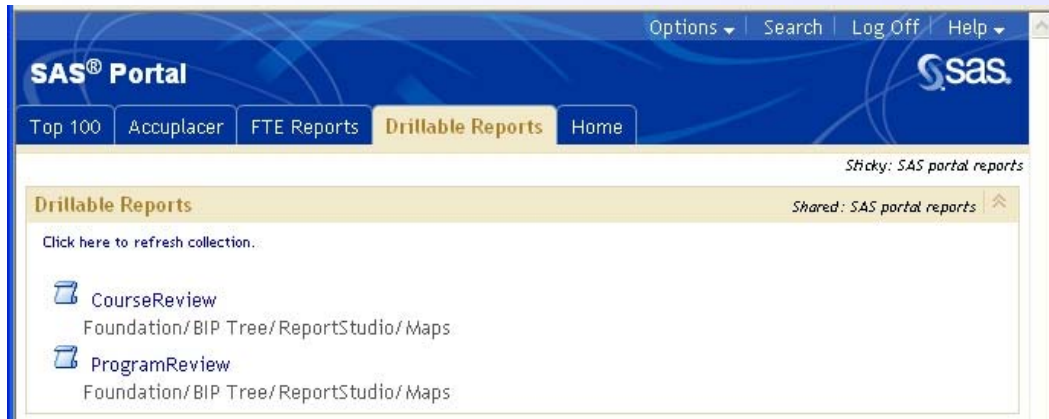 Options | Search | Log Off | Help
SAS® Portal
sas.
Top 100 Accuplacer FTE Reports Drillable Reports Home
Sticky: SAS portal reports
Drillable Reports Shared: SAS portal reports
Click here to refresh collection.
CourseReview
Foundation/BIP Tree/ReportStudio/Maps
ProgramReview
Foundation/BIP Tree/ReportStudio/Maps